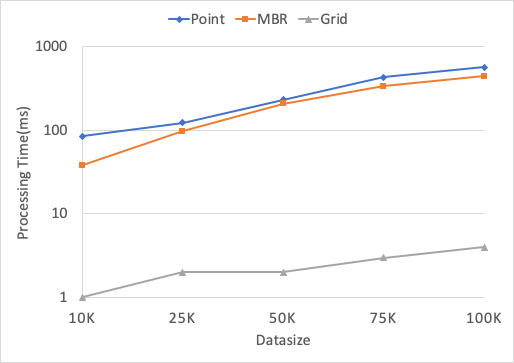 Point MBR Grid
1000
100
10
1
Processing Time(ms)
10K 25K 50K 75K 100K
Datasize